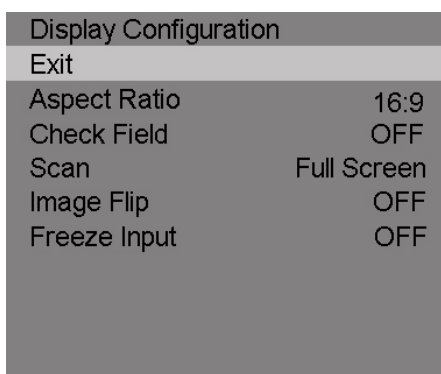 Display Configuration
Exit
Aspect Ratio 16:9
Check Field OFF
Scan Full Screen
Image Flip OFF
Freeze Input OFF